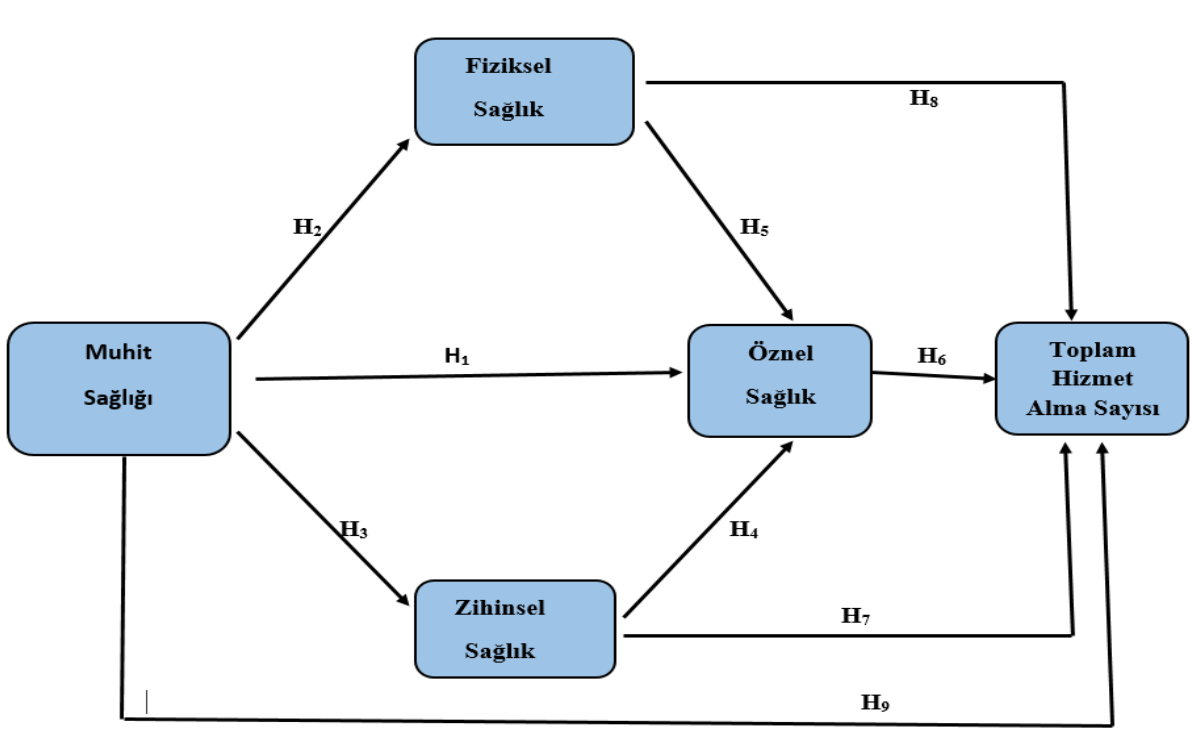 Fiziksel
Sağlık
H₈
H₂
H₅
Muhit
Sağlığı
H₁
Öznel
Sağlık
H₆
Toplam
Hizmet
Alma Sayısı
H₃
H₄
Zihinsel
Sağlık
H₇
H₉